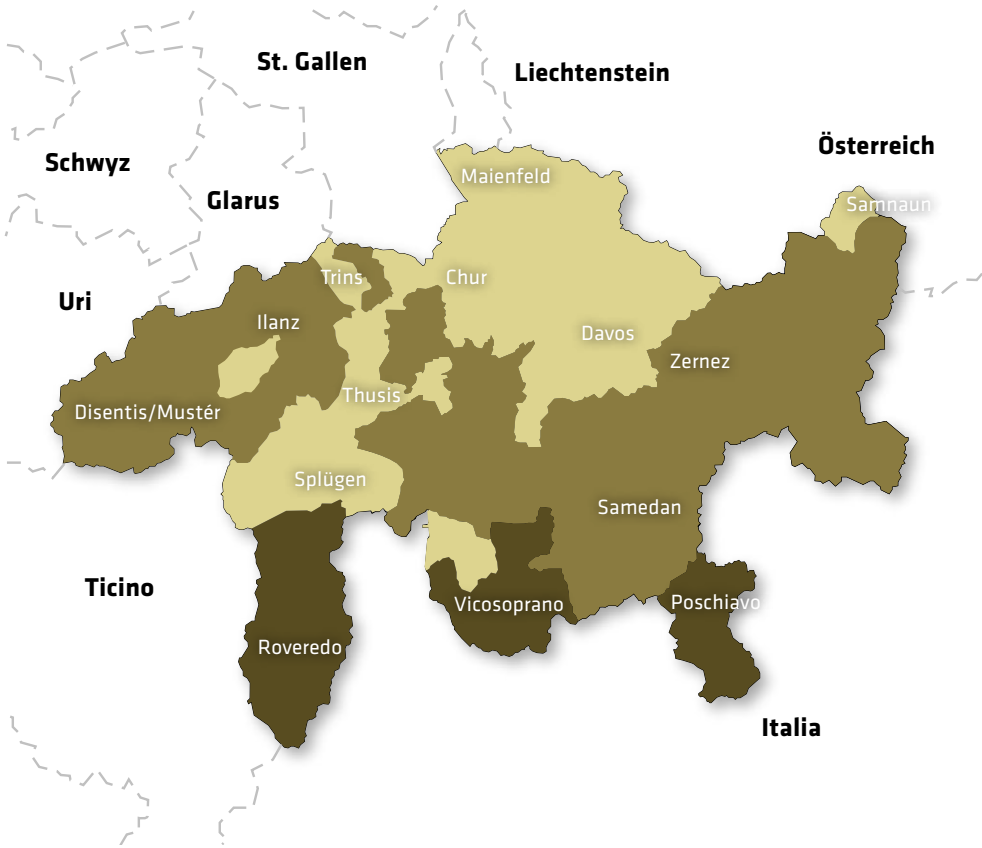 St. Gallen
Liechtenstein
Österreich
Schwyz
Maienfeld
Glarus
Samnaun
Trins
Chur
Uri
Ilanz
Davos
Zernez
Thusis
Disentis/Mustér
Splügen
Samedan
Ticino
Vicosoprano
Poschiavo
Roveredo
Italia